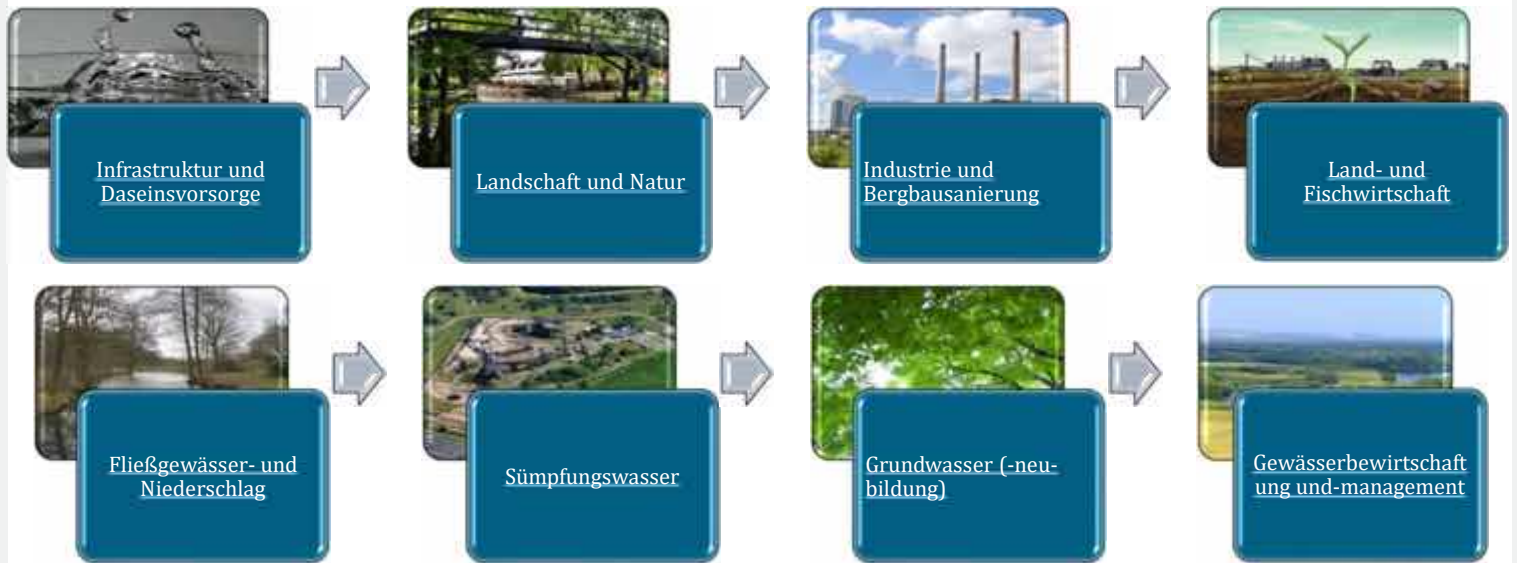 Infrastruktur und
Daseinsvorsorge
Landschaft und Natur
Industrie und
Bergbausanierung
Land- und
Fischwirtschaft
Fließgewässer- und
Niederschlag
Sümpfungswasser
Grundwasser (-neu-
bildung)
Gewässerbewirtschaft
ung und-management